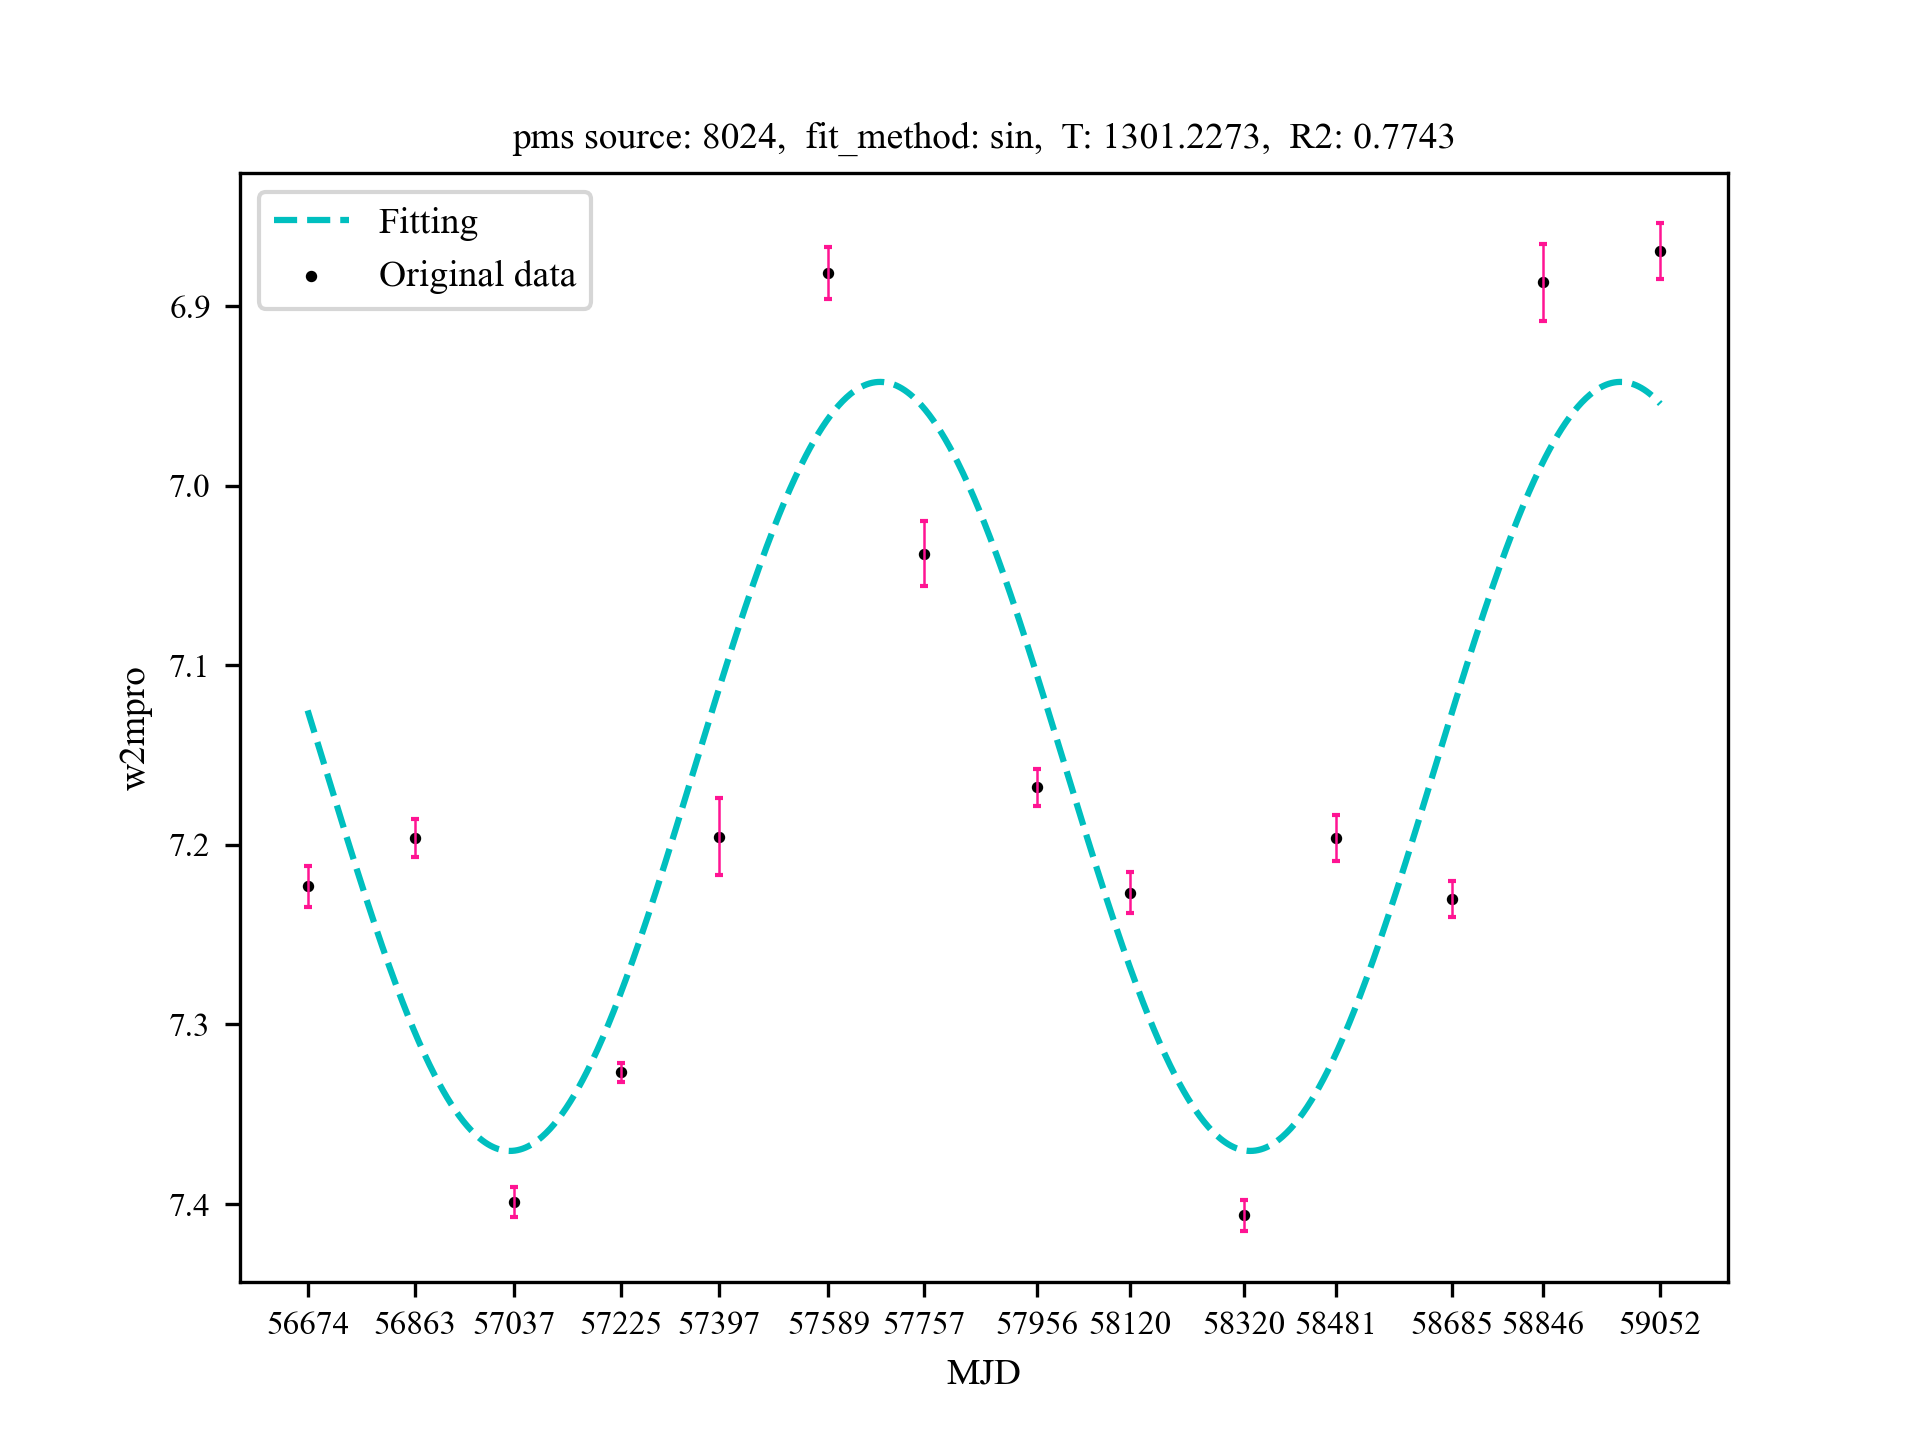 pms source: 8024, fit_method: sin, T: 1301.2273, R2: 0.7743
Fitting
Original data
6.9
7.0
7.1
7.2
7.3
7.4
w2mpro
56674 56863 57037 57225 57397 57589 57757 57956 58120 58320 58481 58685 58846 59052
MJD